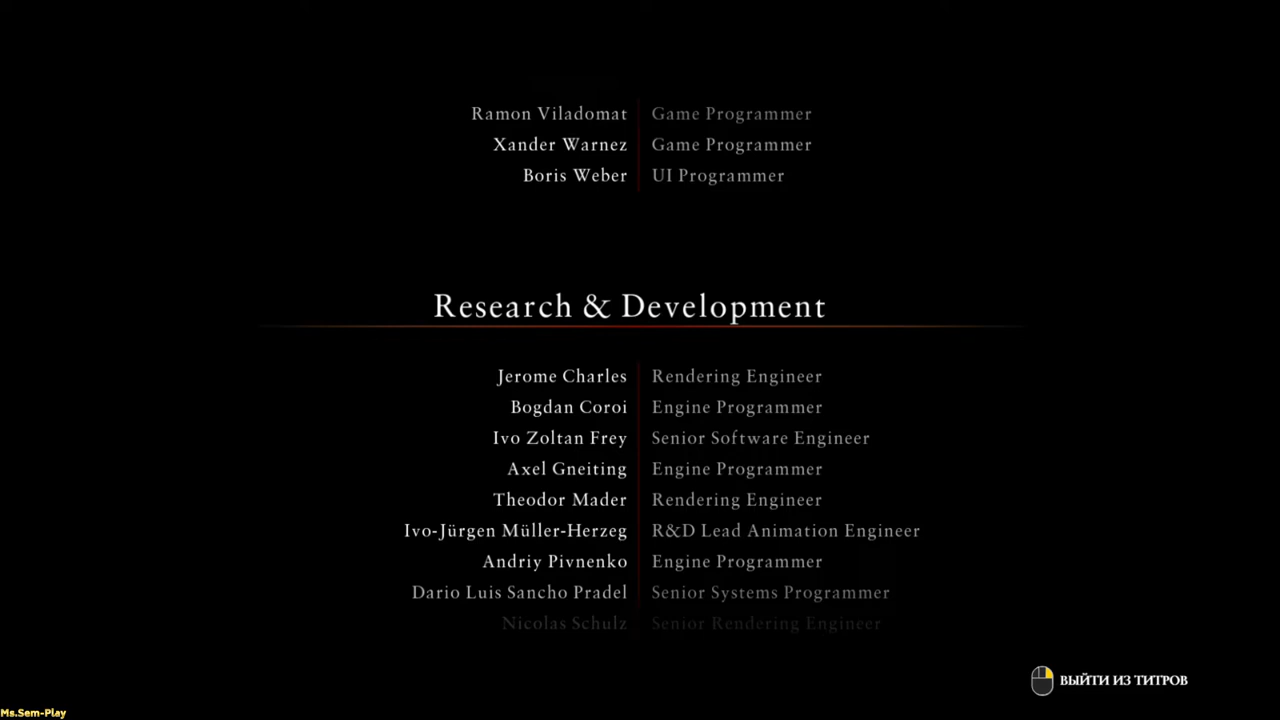 Ramon Viladomat Game Programmer
Xander Warnez Game Programmer
Boris Weber UI Programmer
Research & Development
Jerome Charles Rendering Engineer
Bogdan Coroi Engine Programmer
Ivo Zoltan Frey Senior Software Engineer
Axel Gneiting Engine Programmer
Theodor Mader Rendering Engineer
Ivo-Jürgen Müller-Herzeg R&D Lead Animation Engineer
Andriy Pivnenko Engine Programmer
Dario Luis Sancho Pradel Senior Systems Programmer
Nicolas Schulz Senior Rendering Engineer
ВЫЙТИ ИЗ ТИТРОВ
Ms.Sem-Play